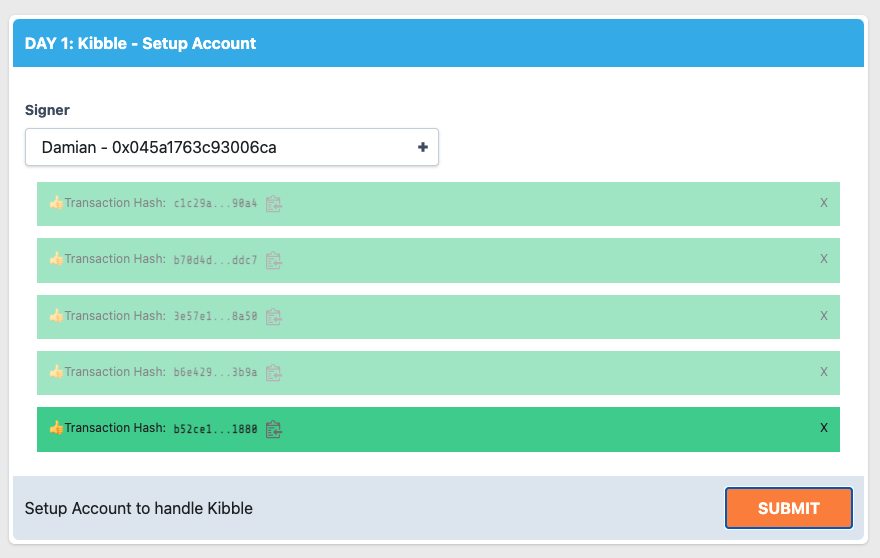 DAY 1: Kibble - Setup Account
Signer
Damian - 0x045a1763c93006ca +
👍Transaction Hash: c1c29a...90a4 X
👍Transaction Hash: b70d4d...ddc7 X
👍Transaction Hash: 3e57e1...8a50 X
👍Transaction Hash: b6e429...3b9a X
👍Transaction Hash: b52ce1...1880 X
Setup Account to handle Kibble SUBMIT